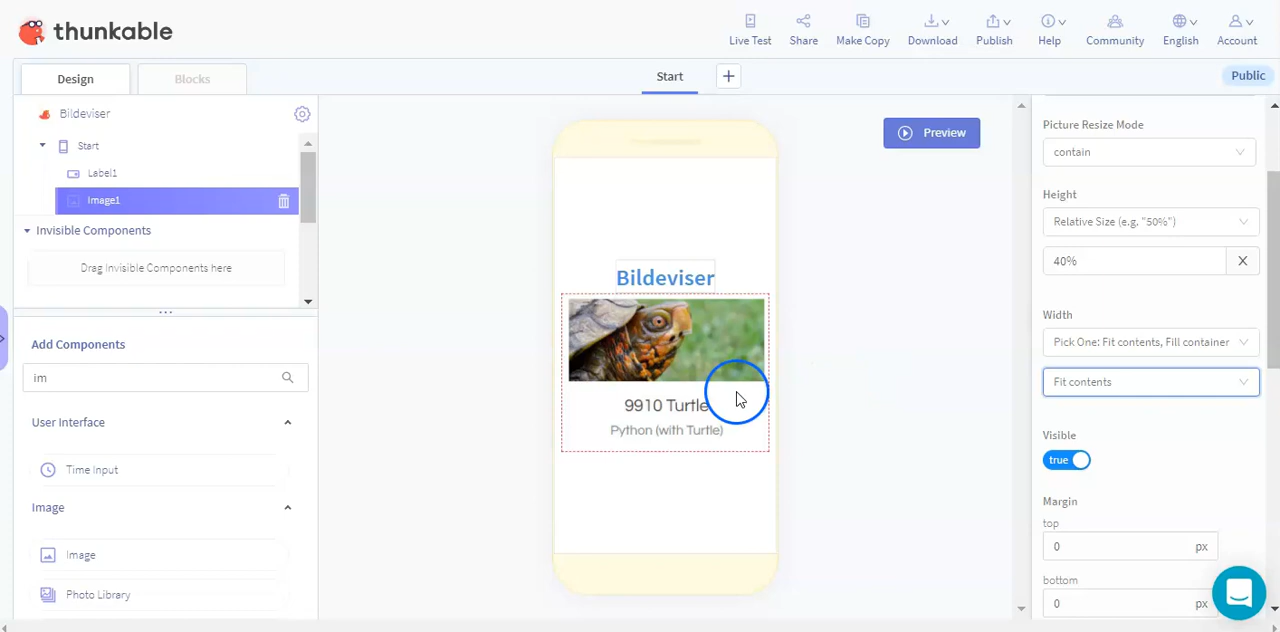 thunkable
Live Test
Share
Make Copy
Download
Publish
Help
Community
English
Account
Design
Blocks
Start
Public
Bildeviser
Start
Label1
Image1
Invisible Components
Drag Invisible Components here
Add Components
im
User Interface
Time Input
Image
Image
Photo Library
Preview
Bildeviser
9910 Turtle
Python (with Turtle)
Picture Resize Mode
contain
Height
Relative Size (e.g. "50%")
40%
X
Width
Pick One: Fit contents, Fill container
Fit contents
Visible
true
Margin
top
0 px
bottom
0 px